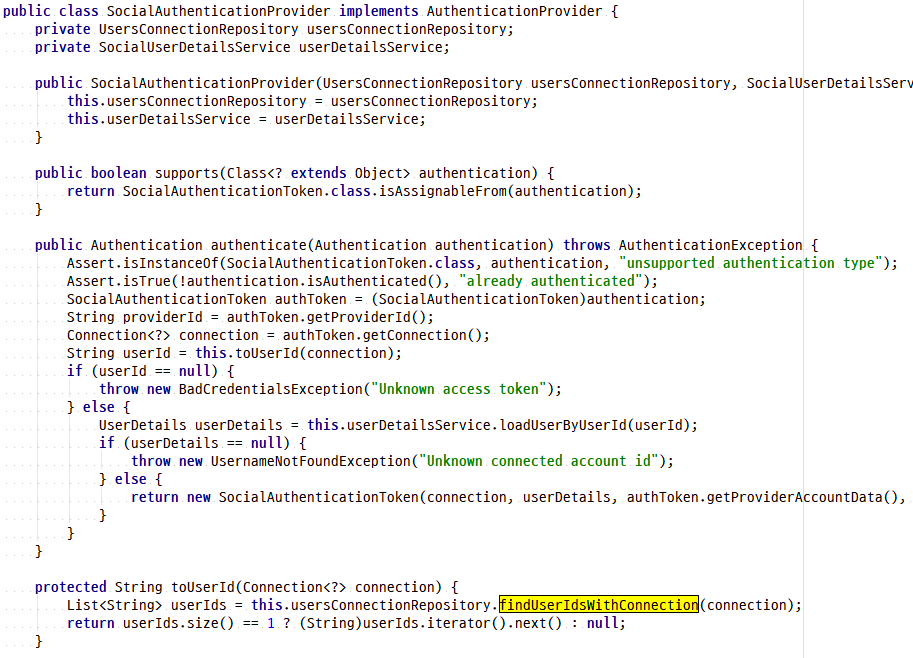 public class SocialAuthenticationProvider implements AuthenticationProvider {
    private UsersConnectionRepository usersConnectionRepository;
    private SocialUserDetailsService userDetailsService;

    public SocialAuthenticationProvider(UsersConnectionRepository usersConnectionRepository, SocialUserDetailsServ
        this.usersConnectionRepository = usersConnectionRepository;
        this.userDetailsService = userDetailsService;
    }

    public boolean supports(Class<? extends Object> authentication) {
        return SocialAuthenticationToken.class.isAssignableFrom(authentication);
    }

    public Authentication authenticate(Authentication authentication) throws AuthenticationException {
        Assert.isInstanceOf(SocialAuthenticationToken.class, authentication, "unsupported authentication type");
        Assert.isTrue(!authentication.isAuthenticated(), "already authenticated");
        SocialAuthenticationToken authToken = (SocialAuthenticationToken)authentication;
        String providerId = authToken.getProviderId();
        Connection<?> connection = authToken.getConnection();
        String userId = this.toUserId(connection);
        if (userId == null) {
            throw new BadCredentialsException("Unknown access token");
        } else {
            UserDetails userDetails = this.userDetailsService.loadUserByUserId(userId);
            if (userDetails == null) {
                throw new UsernameNotFoundException("Unknown connected account id");
            } else {
                return new SocialAuthenticationToken(connection, userDetails, authToken.getProviderAccountData(),
            }
        }
    }

    protected String toUserId(Connection<?> connection) {
        List<String> userIds = this.usersConnectionRepository.findUserIdsWithConnection(connection);
        return userIds.size() == 1 ? (String)userIds.iterator().next() : null;
    }